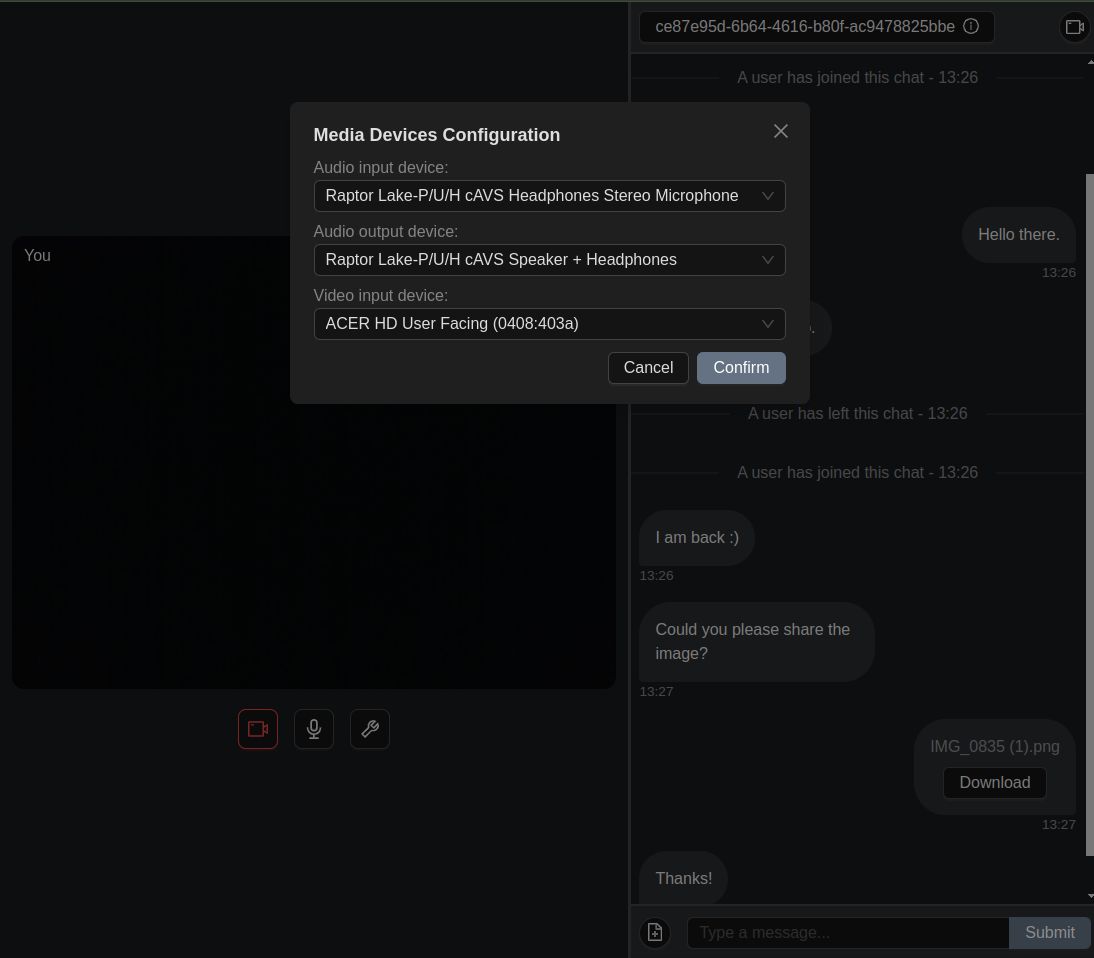 ce87e95d-6b64-4616-b80f-ac9478825bbe
A user has joined this chat - 13:26
Media Devices Configuration
Audio input device:
Raptor Lake-P/U/H cAVS Headphones Stereo Microphone
Audio output device:
Raptor Lake-P/U/H cAVS Speaker + Headphones
Video input device:
ACER HD User Facing (0408:403a)
Cancel
Confirm
You
Hello there.
13:26
A user has left this chat - 13:26
A user has joined this chat - 13:26
I am back :)
13:26
Could you please share the
image?
13:27
IMG_0835 (1).png
Download
13:27
Thanks!
Type a message...
Submit